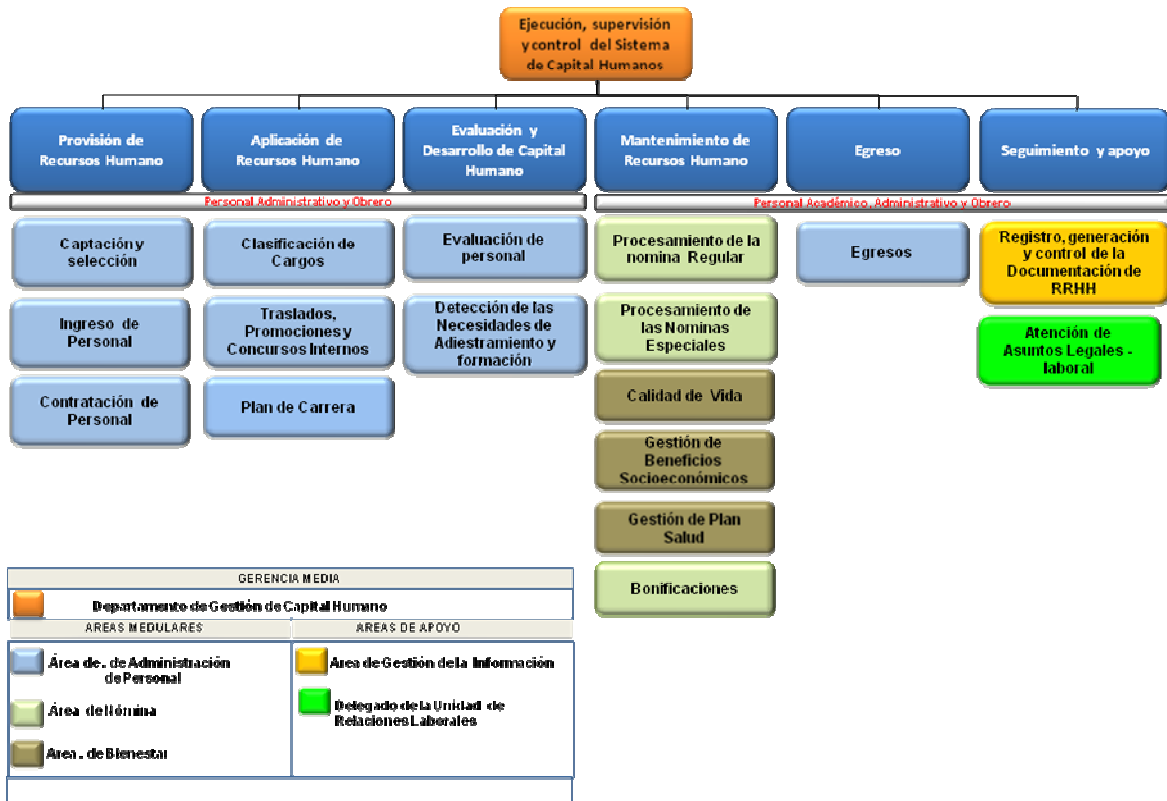 Ejecución, supervisión
y control del Sistema
de Capital Humanos
Provisión de
Recursos Humano
Aplicación de
Recursos Humano
Evaluación y
Desarrollo de Capital
Humano
Mantenimiento de
Recursos Humano
Egreso
Seguimiento y apoyo
Personal Administrativo y Obrero
Personal Académico, Administrativo y Obrero
Captación y
selección
Ingreso de
Personal
Contratación de
Personal
Clasificación de
Cargos
Traslados,
Promociones y
Concursos Internos
Plan de Carrera
Evaluación de
personal
Detección de las
Necesidades de
Adiestramiento y
formación
Procesamiento de la
nomina Regular
Procesamiento de
las Nominas
Especiales
Calidad de Vida
Gestión de
Beneficios
Socioeconómicos
Gestión de Plan
Salud
Bonificaciones
Egresos
Registro, generación
y control de la
Documentación de
RRHH
Atención de
Asuntos Legales -
laboral
GERENCIA MEDIA
Departamento de Gestión de Capital Humano
AREAS MEDULARES
AREAS DE APOYO
Área de. de Administración
de Personal
Área de Nómina
Area . de Bienestar
Area de Gestión de la Información
Delegado de la Unidad de
Relaciones Laborales